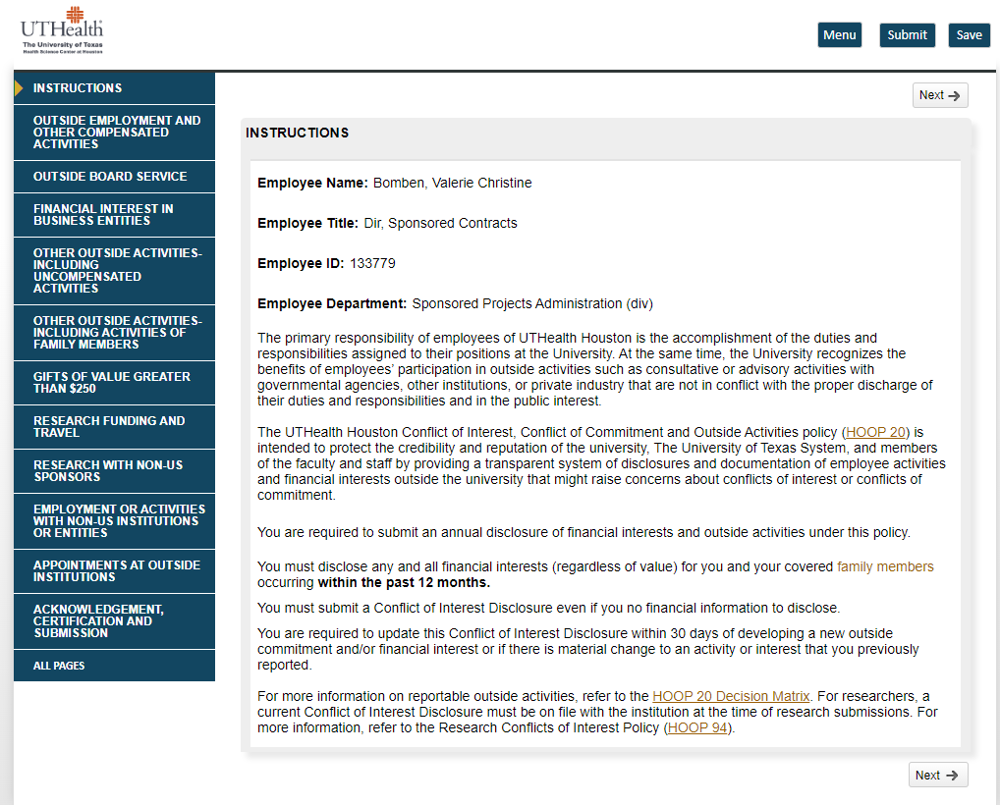 UTHealth
The University of Texas
Health Science Center at Houston
Menu
Submit
Save
INSTRUCTIONS
OUTSIDE EMPLOYMENT AND
OTHER COMPENSATED
ACTIVITIES
OUTSIDE BOARD SERVICE
FINANCIAL INTEREST IN
BUSINESS ENTITIES
OTHER OUTSIDE ACTIVITIES-
INCLUDING
UNCOMPENSATED
ACTIVITIES
OTHER OUTSIDE ACTIVITIES-
INCLUDING ACTIVITIES OF
FAMILY MEMBERS
GIFTS OF VALUE GREATER
THAN $250
RESEARCH FUNDING AND
TRAVEL
RESEARCH WITH NON-US
SPONSORS
EMPLOYMENT OR ACTIVITIES
WITH NON-US INSTITUTIONS
OR ENTITIES
APPOINTMENTS AT OUTSIDE
INSTITUTIONS
ACKNOWLEDGEMENT,
CERTIFICATION AND
SUBMISSION
ALL PAGES
Next →
INSTRUCTIONS
Employee Name: Bomben, Valerie Christine
Employee Title: Dir, Sponsored Contracts
Employee ID: 133779
Employee Department: Sponsored Projects Administration (div)
The primary responsibility of employees of UTHealth Houston is the accomplishment of the duties and
responsibilities assigned to their positions at the University. At the same time, the University recognizes the
benefits of employees’ participation in outside activities such as consultative or advisory activities with
governmental agencies, other institutions, or private industry that are not in conflict with the proper discharge of
their duties and responsibilities and in the public interest.
The UTHealth Houston Conflict of Interest, Conflict of Commitment and Outside Activities policy (HOOP 20) is
intended to protect the credibility and reputation of the university, The University of Texas System, and members
of the faculty and staff by providing a transparent system of disclosures and documentation of employee activities
and financial interests outside the university that might raise concerns about conflicts of interest or conflicts of
commitment.
You are required to submit an annual disclosure of financial interests and outside activities under this policy.
You must disclose any and all financial interests (regardless of value) for you and your covered family members
occurring within the past 12 months.
You must submit a Conflict of Interest Disclosure even if you no financial information to disclose.
You are required to update this Conflict of Interest Disclosure within 30 days of developing a new outside
commitment and/or financial interest or if there is material change to an activity or interest that you previously
reported.
For more information on reportable outside activities, refer to the HOOP 20 Decision Matrix. For researchers, a
current Conflict of Interest Disclosure must be on file with the institution at the time of research submissions. For
more information, refer to the Research Conflicts of Interest Policy (HOOP 94).
Next →